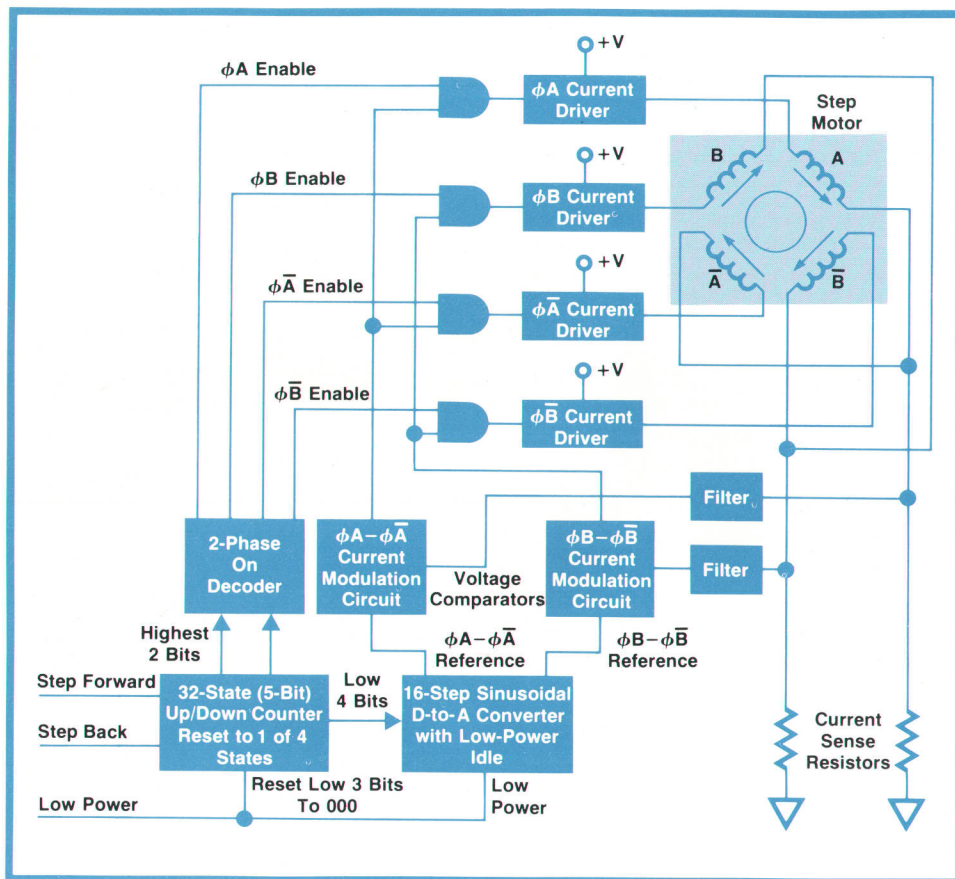 +V
ϕA Enable
ϕA Current
Driver
Step
Motor
B
A
+V
ϕB Enable
ϕB Current
Driver
+V
ϕA̅ Enable
ϕA̅ Current
Driver
A̅
B̅
+V
ϕB̅ Enable
ϕB̅ Current
Driver
Filter
2-Phase
On
Decoder
ϕA–ϕA̅
Current
Modulation
Circuit
Voltage
Comparators
ϕB–ϕB̅
Current
Modulation
Circuit
Filter
Highest
2 Bits
ϕA–ϕA̅
Reference
ϕB–ϕB̅
Reference
Step Forward
Step Back
Low Power
32-State (5-Bit)
Up/Down Counter
Reset to 1 of 4
States
Low
4 Bits
16-Step Sinusoidal
D-to-A Converter
with Low-Power
Idle
Current
Sense
Resistors
Reset Low 3 Bits
To 000
Low
Power